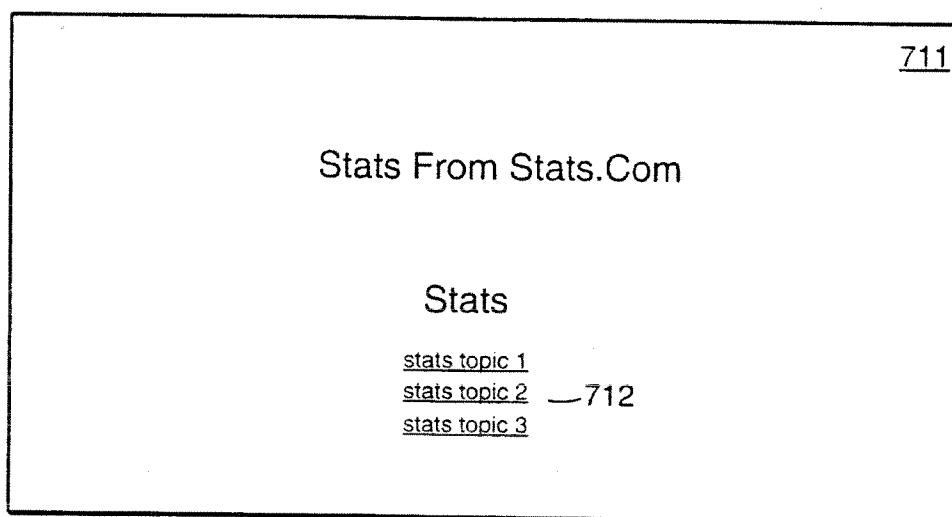 711
Stats From Stats.Com
Stats
stats topic 1
stats topic 2 712
stats topic 3